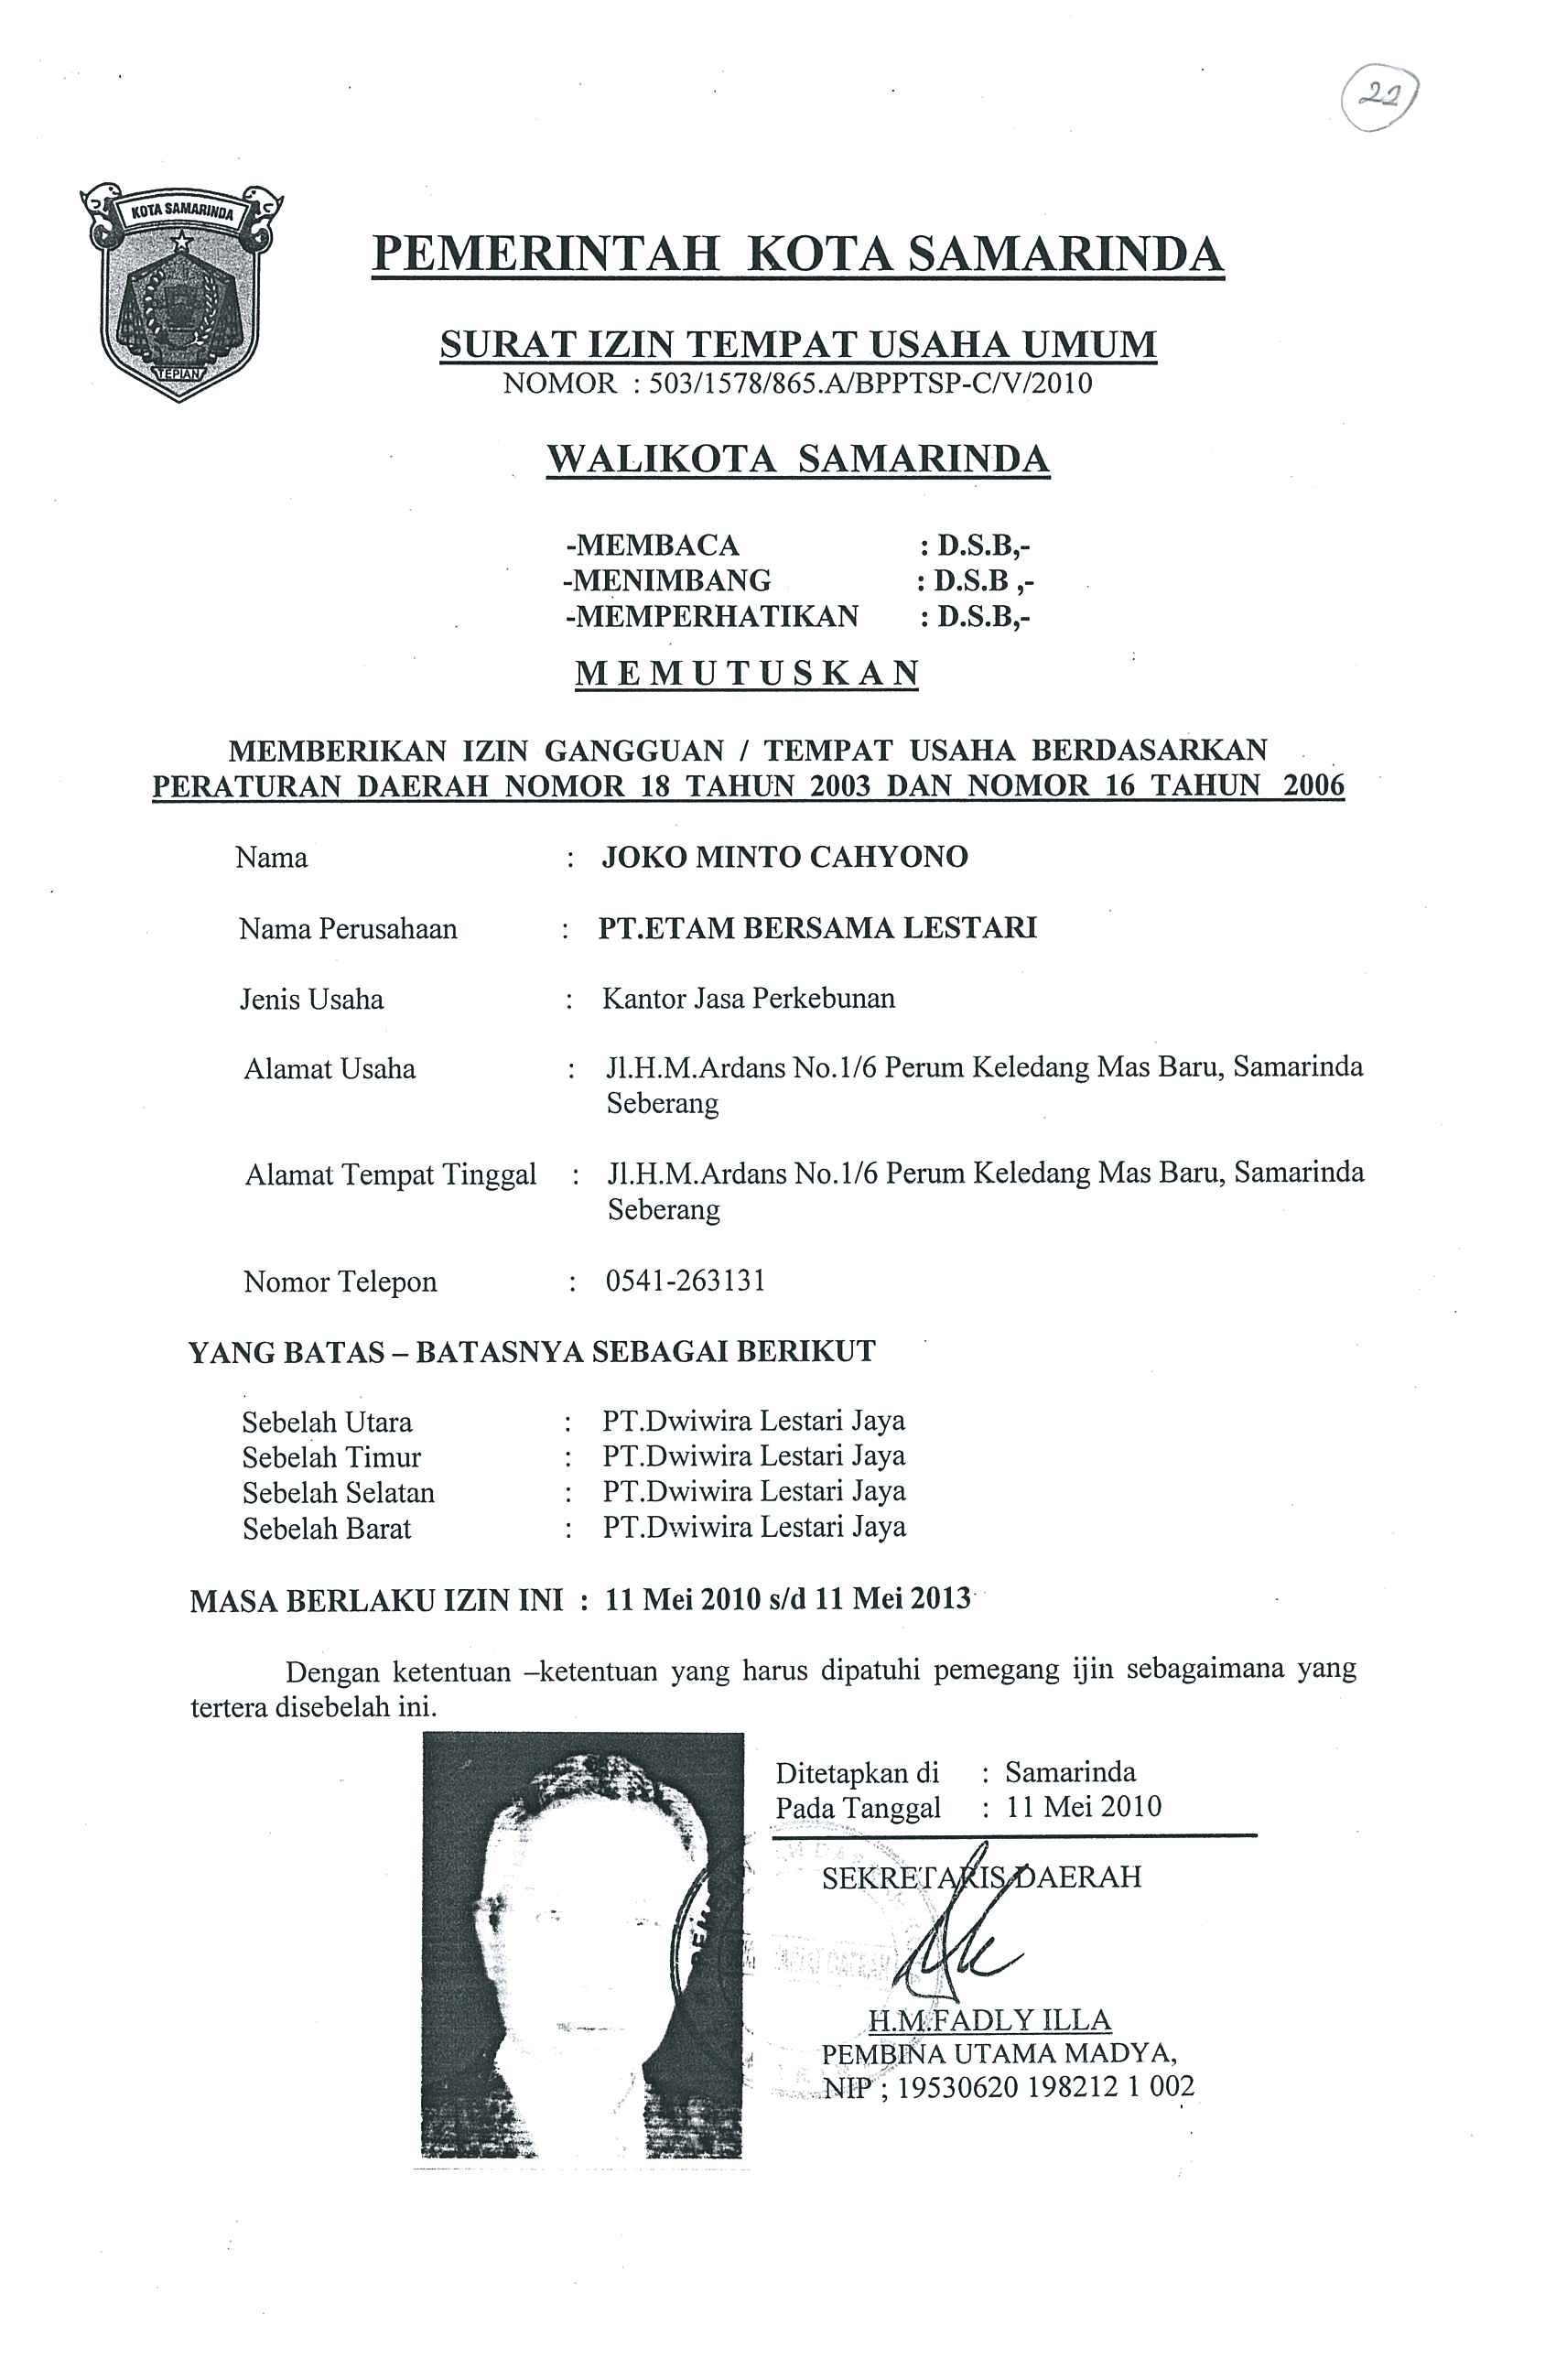 22
KOTA SAMARINDA
TEPIAN
PEMERINTAH KOTA SAMARINDA
SURAT IZIN TEMPAT USAHA UMUM
NOMOR : 503/1578/865.A/BPPTSP-C/V/2010
WALIKOTA SAMARINDA
-MEMBACA : D.S.B,-
-MENIMBANG : D.S.B ,-
-MEMPERHATIKAN : D.S.B,-
M E M U T U S K A N
MEMBERIKAN IZIN GANGGUAN / TEMPAT USAHA BERDASARKAN
PERATURAN DAERAH NOMOR 18 TAHUN 2003 DAN NOMOR 16 TAHUN 2006
Nama : JOKO MINTO CAHYONO
Nama Perusahaan : PT.ETAM BERSAMA LESTARI
Jenis Usaha : Kantor Jasa Perkebunan
Alamat Usaha : Jl.H.M.Ardans No.1/6 Perum Keledang Mas Baru, Samarinda
Seberang
Alamat Tempat Tinggal : Jl.H.M.Ardans No.1/6 Perum Keledang Mas Baru, Samarinda
Seberang
Nomor Telepon : 0541-263131
YANG BATAS – BATASNYA SEBAGAI BERIKUT
Sebelah Utara : PT.Dwiwira Lestari Jaya
Sebelah Timur : PT.Dwiwira Lestari Jaya
Sebelah Selatan : PT.Dwiwira Lestari Jaya
Sebelah Barat : PT.Dwiwira Lestari Jaya
MASA BERLAKU IZIN INI : 11 Mei 2010 s/d 11 Mei 2013
Dengan ketentuan –ketentuan yang harus dipatuhi pemegang ijin sebagaimana yang
tertera disebelah ini.
Ditetapkan di : Samarinda
Pada Tanggal : 11 Mei 2010
SEKRETARIS DAERAH
H.M.FADLY ILLA
PEMBINA UTAMA MADYA,
NIP ; 19530620 198212 1 002